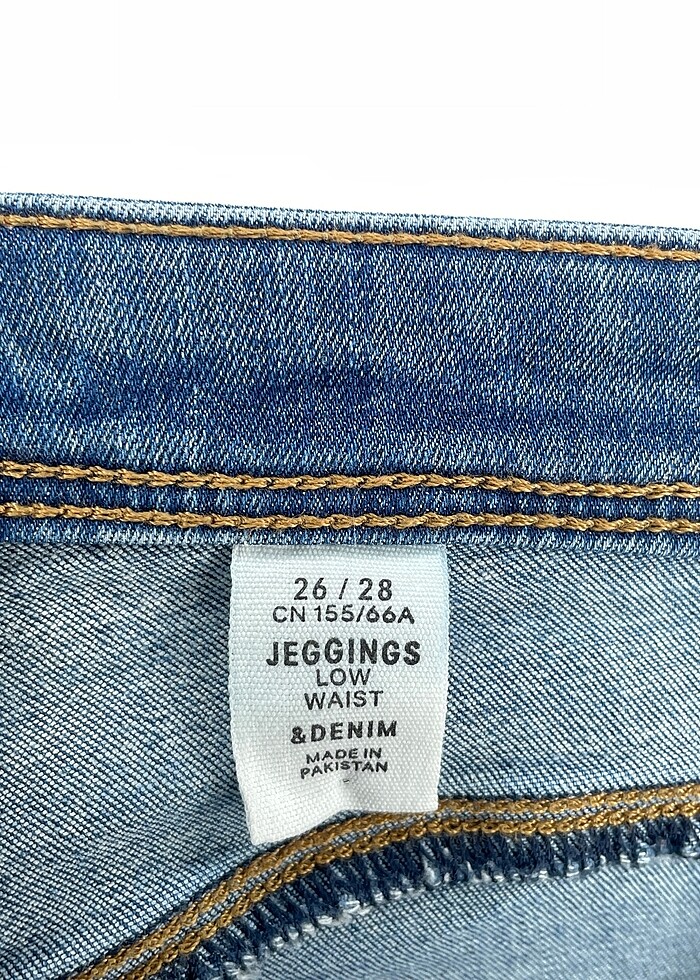 26 / 28
CN 155/66A
JEGGINGS
LOW
WAIST
&DENIM
MADE IN
PAKISTAN